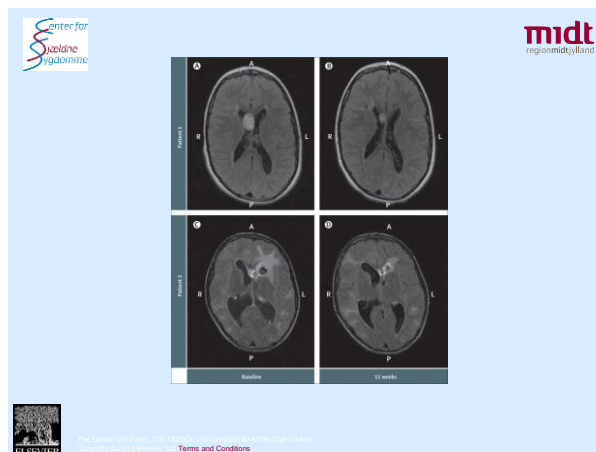 Center for
Sjældne
Sygdomme
midt
regionmidtjylland
A
A
B
A
Patient 1
R
L
R
L
P
P
C
A
D
A
Patient 2
R
L
R
L
P
P
Baseline
12 weeks
ELSEVIER
The Lancet 2013 381, 125-132DOI: (10.1016/S0140-6736(12)61134-9)
Copyright © 2013 Elsevier Ltd Terms and Conditions